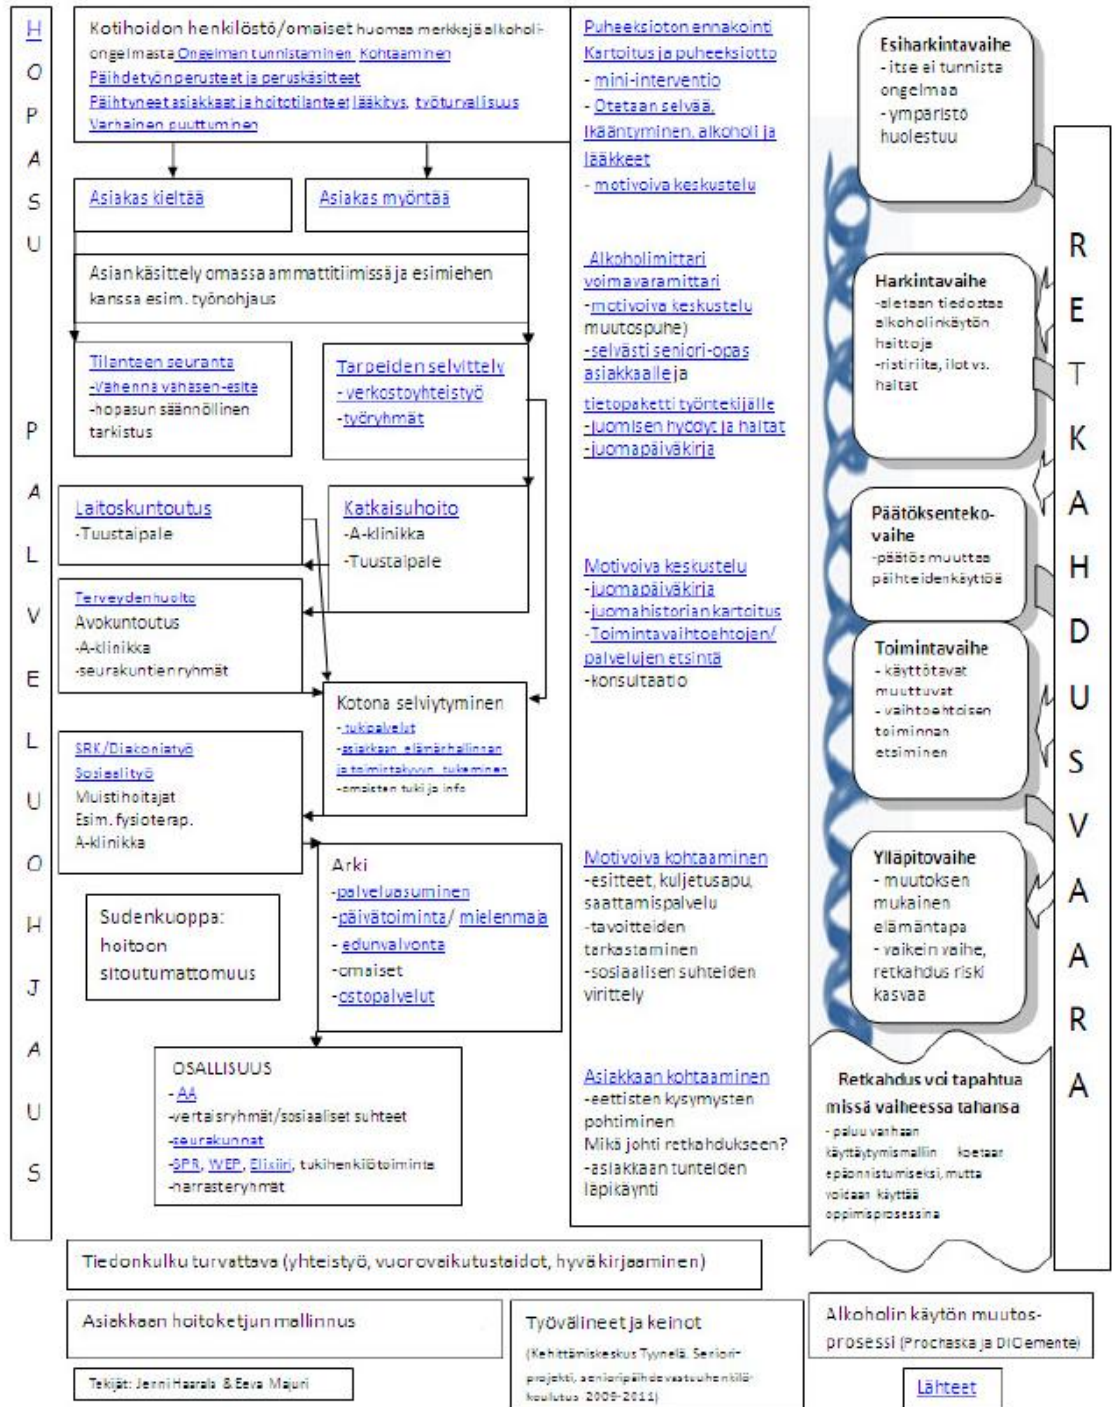 HOPASU PALVELUOHJAUS
Kotihoidon henkilöstö/omaiset huomaa merkkejä alkoholi-
ongelmasta Ongelman tunnistaminen Kohtaaminen
Päihdetyön perusteet ja peruskäsitteet
Päihtyneet asiakkaat ja hoitotilanteet lääkitys, työturvallisuus
Varhainen puuttuminen
Asiakas kieltää
Asiakas myöntää
Asian käsittely omassa ammattitiimissä ja esimiehen
kanssa esim. työnohjaus
Tilanteen seuranta
-Vähennä vähäsen-esite
-hopasun säännöllinen
tarkistus
Tarpeiden selvittely
- verkostoyhteistyö
-työryhmät
Laitoskuntoutus
-Tuustaipale
Katkaisuhoito
-A-klinikka
-Tuustaipale
Terveydenhuolto
Avokuntoutus
-A-klinikka
-seurakuntien ryhmät
Kotona selviytyminen
-tukipalvelut
-asiakkaan elämänhallinnan
ja toimintakyvyn tukeminen
-omaisten tuki ja info
SRK/Diakoniatyö
Sosiaalityö
Muistihoitajat
Esim. fysioterap.
A-klinikka
Arki
-palveluasuminen
-päivätoiminta/ mielenmaja
- edunvalvonta
-omaiset
-ostopalvelut
Sudenkuoppa:
hoitoon
sitoutumattomuus
OSALLISUUS
- AA
-vertaisryhmät/sosiaaliset suhteet
-seurakunnat
-SPR, WEP, Elixiiri, tukihenkilötoiminta
-harrasteryhmät
Puheeksioton ennakointi
Kartoitus ja puheeksiotto
- mini-interventio
- Otetaan selvää,
Ikääntyminen, alkoholi ja
lääkkeet
- motivoiva keskustelu
Alkoholimittari
voimavaramittari
-motivoiva keskustelu
muutospuhe)
-selvästi seniori-opas
asiakkaalle ja
tietopaketti työntekijälle
-juomisen hyödyt ja haitat
-juomapäiväkirja
Motivoiva keskustelu
-juomapäiväkirja
-juomahistorian kartoitus
-Toimintavaihtoehtojen/
palvelujen etsintä
-konsultaatio
Motivoiva kohtaaminen
-esitteet, kuljetusapu,
saattamispalvelu
-tavoitteiden
tarkastaminen
-sosiaalisen suhteiden
virittely
Asiakkaan kohtaaminen
-eettisten kysymysten
pohtiminen
Mikä johti retkahdukseen?
-asiakkaan tunteiden
läpikäynti
Esiharkintavaihe
- itse ei tunnista
ongelmaa
- ympäristö
huolestuu
Harkintavaihe
-aletaan tiedostaa
alkoholinkäytön
haittoja
-ristiriita, ilot vs.
haitat
Päätöksenteko-
vaihe
-päätös muuttaa
päihteidenkäyttöä
Toimintavaihe
- käyttötavat
muuttuvat
- vaihtoehtoisen
toiminnan
etsiminen
Ylläpitovaihe
- muutoksen
mukainen
elämäntapa
- vaikein vaihe,
retkahdus riski
kasvaa
Retkahdus voi tapahtua
missä vaiheessa tahansa
- paluu vanhaan
käyttäytymismalliin koetaan
epäonnistumiseksi, mutta
voidaan käyttää
oppimisprosessina
RETKAHDUSVAARA
Tiedonkulku turvattava (yhteistyö, vuorovaikutustaidot, hyvä kirjaaminen)
Asiakkaan hoitoketjun mallinnus
Tekijät: Jenni Haarala & Eeva Majuri
Työvälineet ja keinot
(Kehittämiskeskus Tyynelä. Seniori-
projekti, senioripäihdevastuuhenkilö-
koulutus 2009-2011)
Alkoholin käytön muutos-
prosessi (Prochaska ja DiClemente)
Lähteet